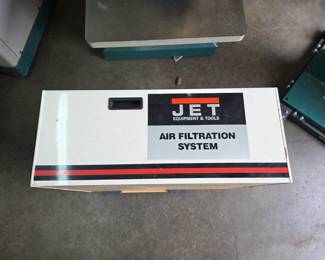 JET
EQUIPMENT & TOOLS
AIR FILTRATION
SYSTEM